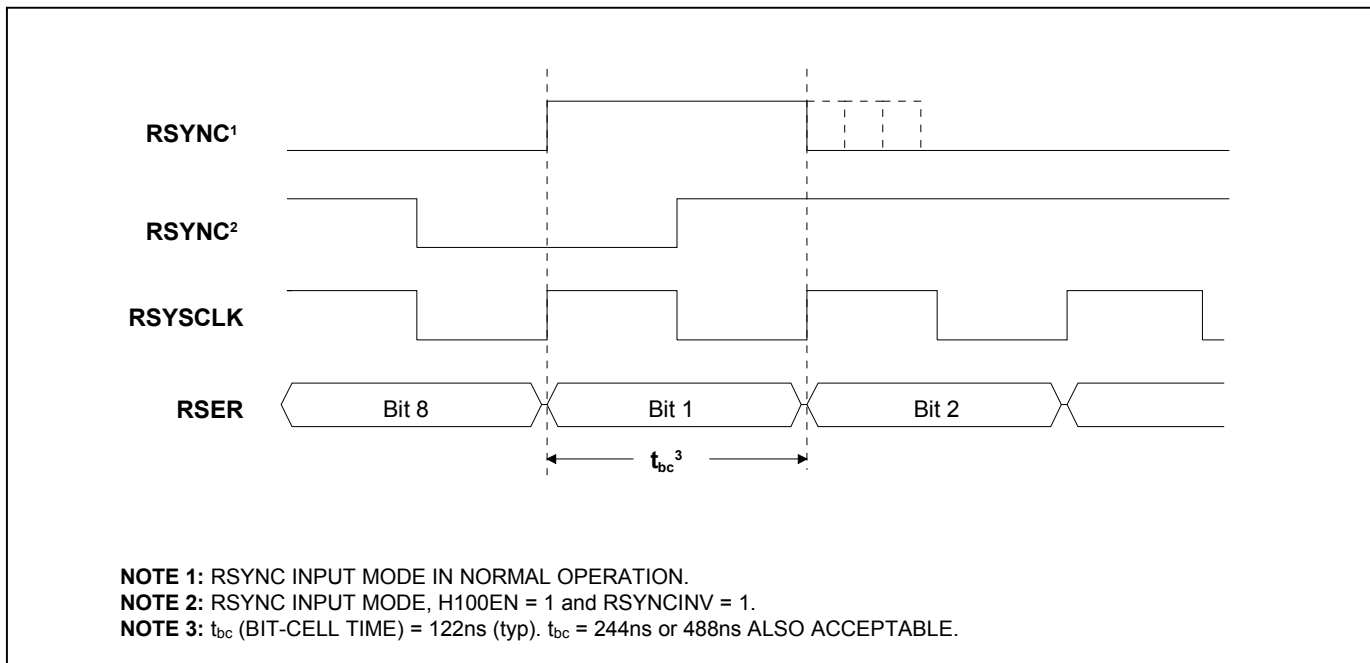 RSYNC¹
RSYNC²
RSYSCLK
RSER
Bit 8
Bit 1
Bit 2
tbc³
NOTE 1: RSYNC INPUT MODE IN NORMAL OPERATION.
NOTE 2: RSYNC INPUT MODE, H100EN = 1 and RSYNCINV = 1.
NOTE 3: tbc (BIT-CELL TIME) = 122ns (typ). tbc = 244ns or 488ns ALSO ACCEPTABLE.